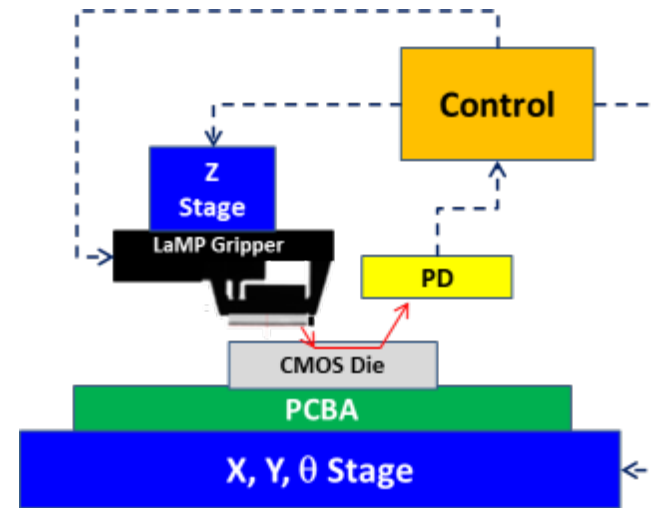 Control
Z
Stage
LaMP Gripper
PD
CMOS Die
PCBA
X, Y, θ Stage